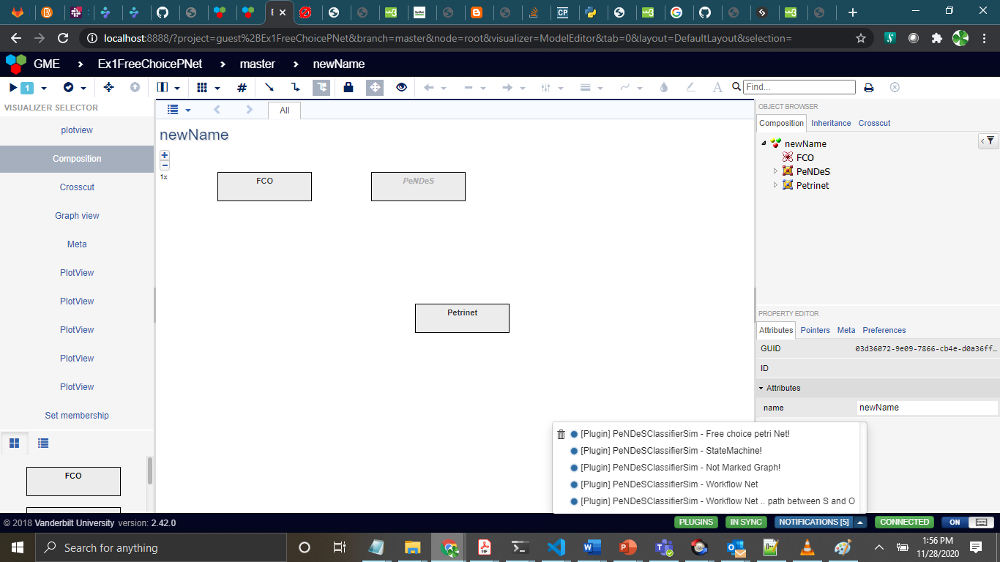 localhost:8888/?project=guest%2BEx1FreeChoicePNet&branch=master&node=root&visualizer=ModelEditor&tab=0&layout=DefaultLayout&selection=
GME > Ex1FreeChoicePNet > master > newName
1
Find...
VISUALIZER SELECTOR
plotview
Composition
Crosscut
Graph view
Meta
PlotView
PlotView
PlotView
PlotView
PlotView
Set membership
FCO
All
newName
1x
FCO
PeNDeS
Petrinet
OBJECT BROWSER
Composition Inheritance Crosscut
newName
FCO
PeNDeS
Petrinet
PROPERTY EDITOR
Attributes Pointers Meta Preferences
GUID 03d36072-9e09-7866-cb4e-d0a36ff…
ID
Attributes
name newName
[Plugin] PeNDeSClassifierSim - Free choice petri Net!
[Plugin] PeNDeSClassifierSim - StateMachine!
[Plugin] PeNDeSClassifierSim - Not Marked Graph!
[Plugin] PeNDeSClassifierSim - Workflow Net
[Plugin] PeNDeSClassifierSim - Workflow Net .. path between S and O
© 2018 Vanderbilt University version: 2.42.0
PLUGINS IN SYNC NOTIFICATIONS [5] CONNECTED ON
Search for anything
1:56 PM
11/28/2020